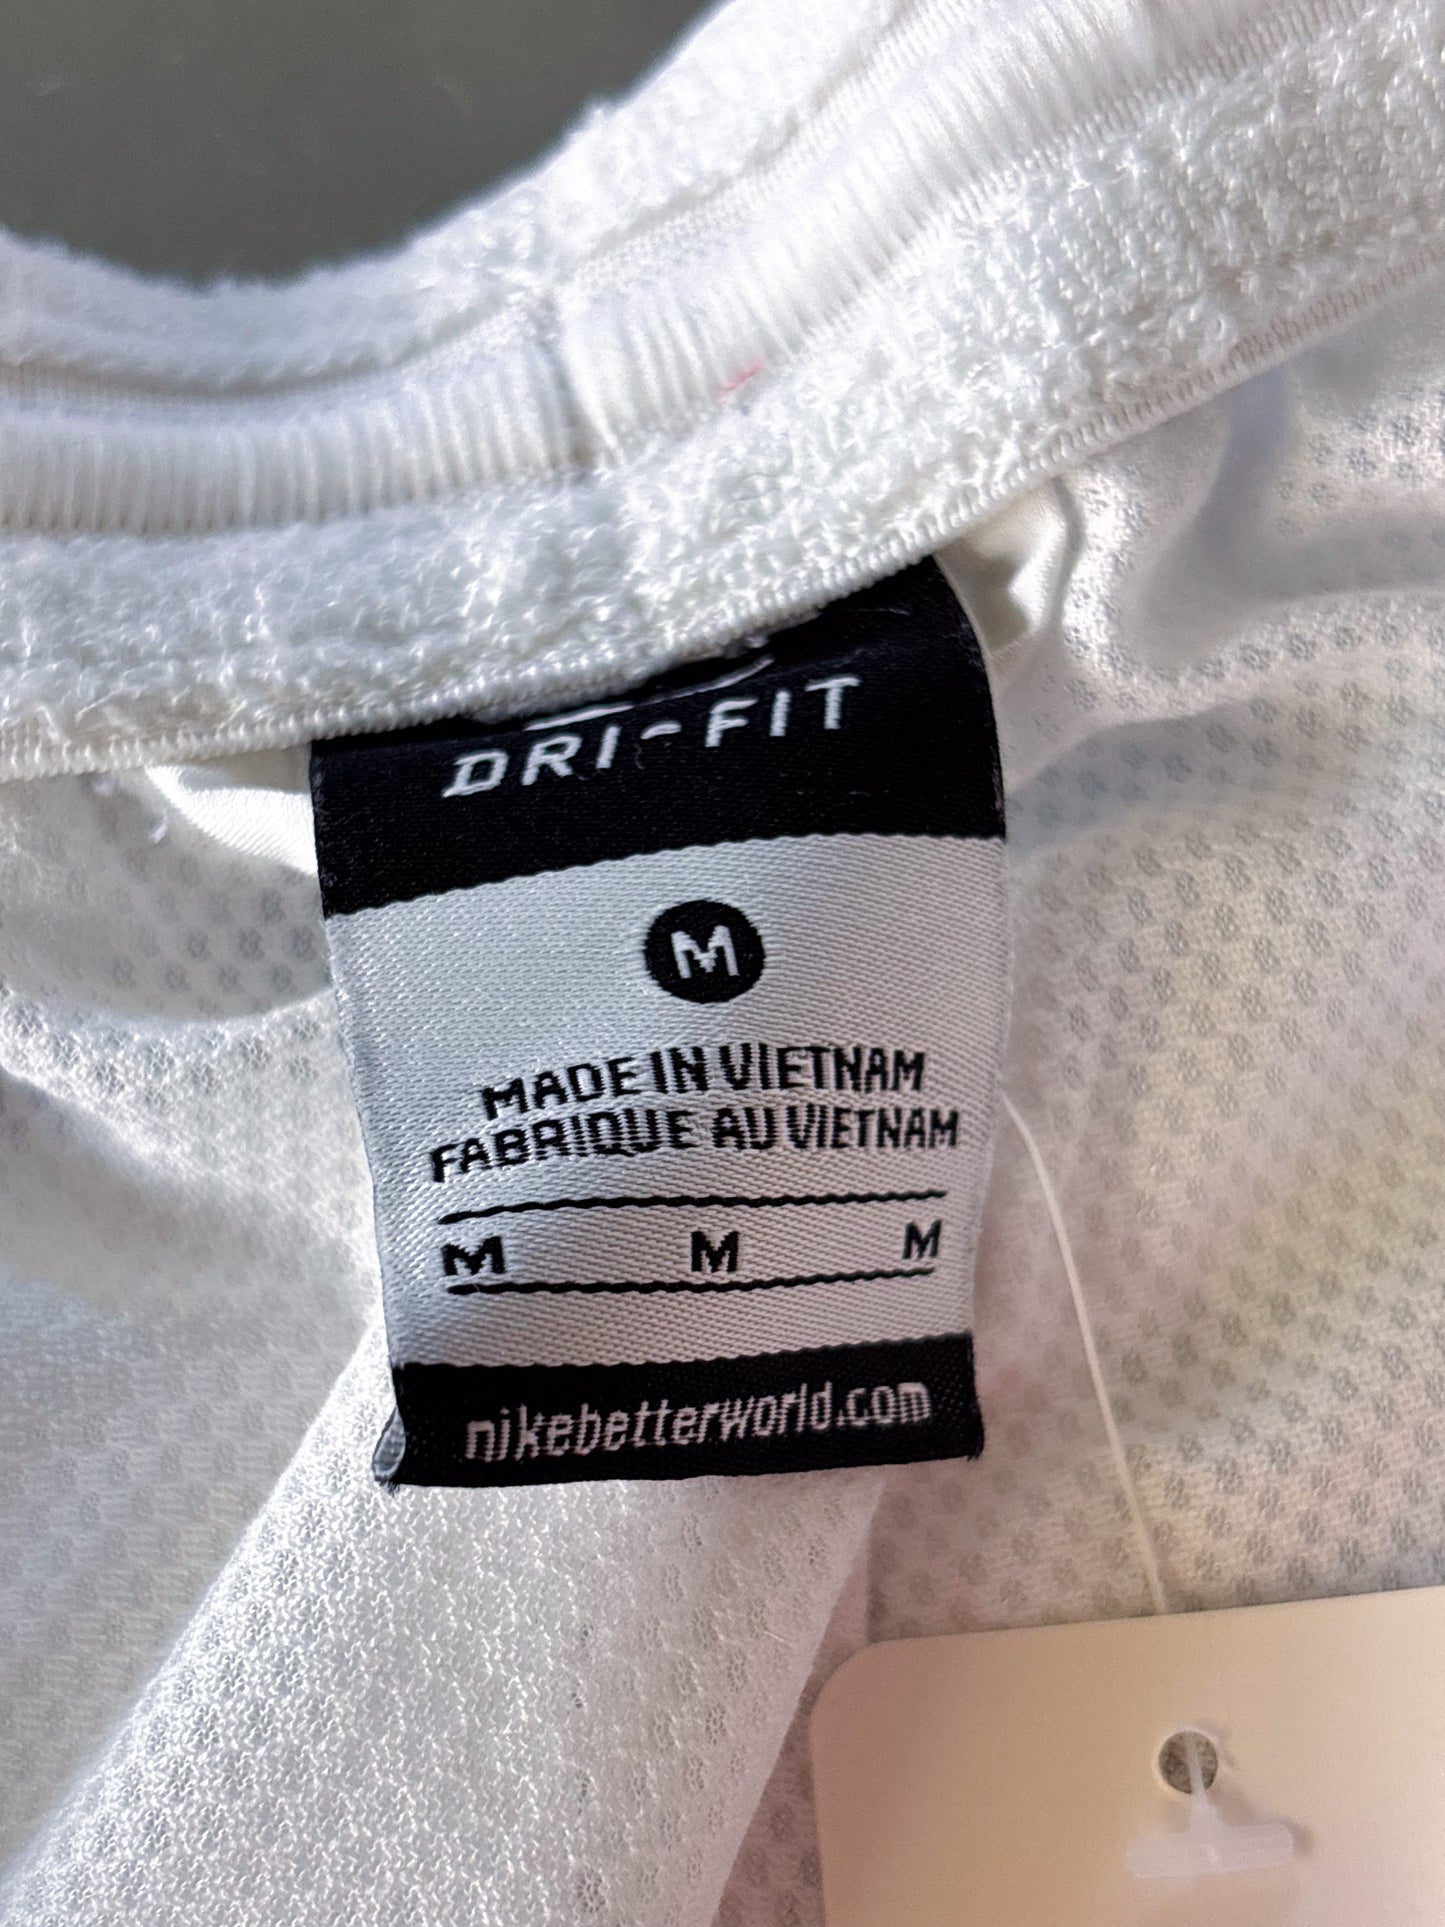 DRI-FIT
M
MADE IN VIETNAM
FABRIQUE AU VIETNAM
M M M
nikebetterworld.com